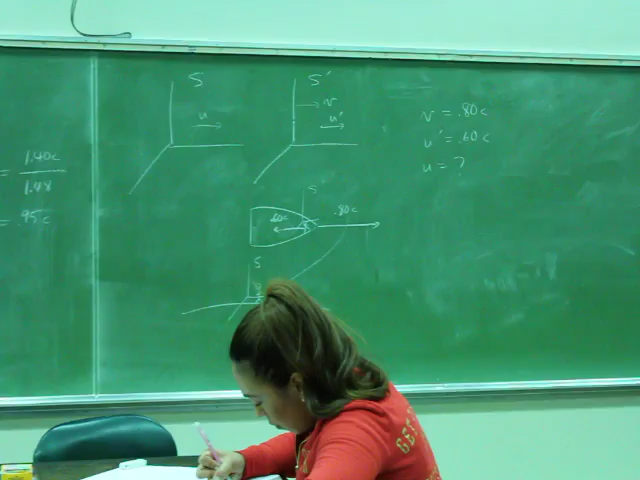 S
S'
u
v
u'
v = .80c
u' = .60c
u = ?
= 1.40c
1.48
= .95c
S'
.60c
.80c
S